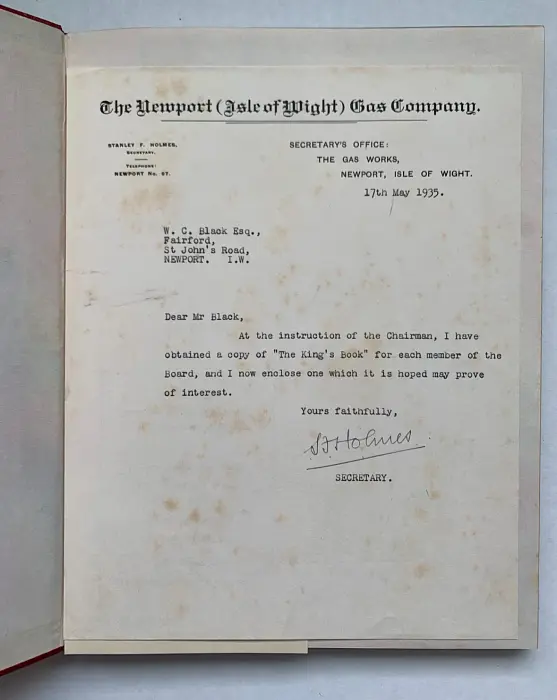 The Newport (Isle of Wight) Gas Company.
STANLEY F. HOLMES,
SECRETARY.
TELEPHONE:
NEWPORT No. 67.
SECRETARY'S OFFICE:
THE GAS WORKS,
NEWPORT, ISLE OF WIGHT.
17th May 1935.
W. C. Black Esq.,
Fairford,
St John's Road,
NEWPORT. I.W.
Dear Mr Black,
At the instruction of the Chairman, I have
obtained a copy of "The King's Book" for each member of the
Board, and I now enclose one which it is hoped may prove
of interest.
Yours faithfully,
SFHolmes
SECRETARY.